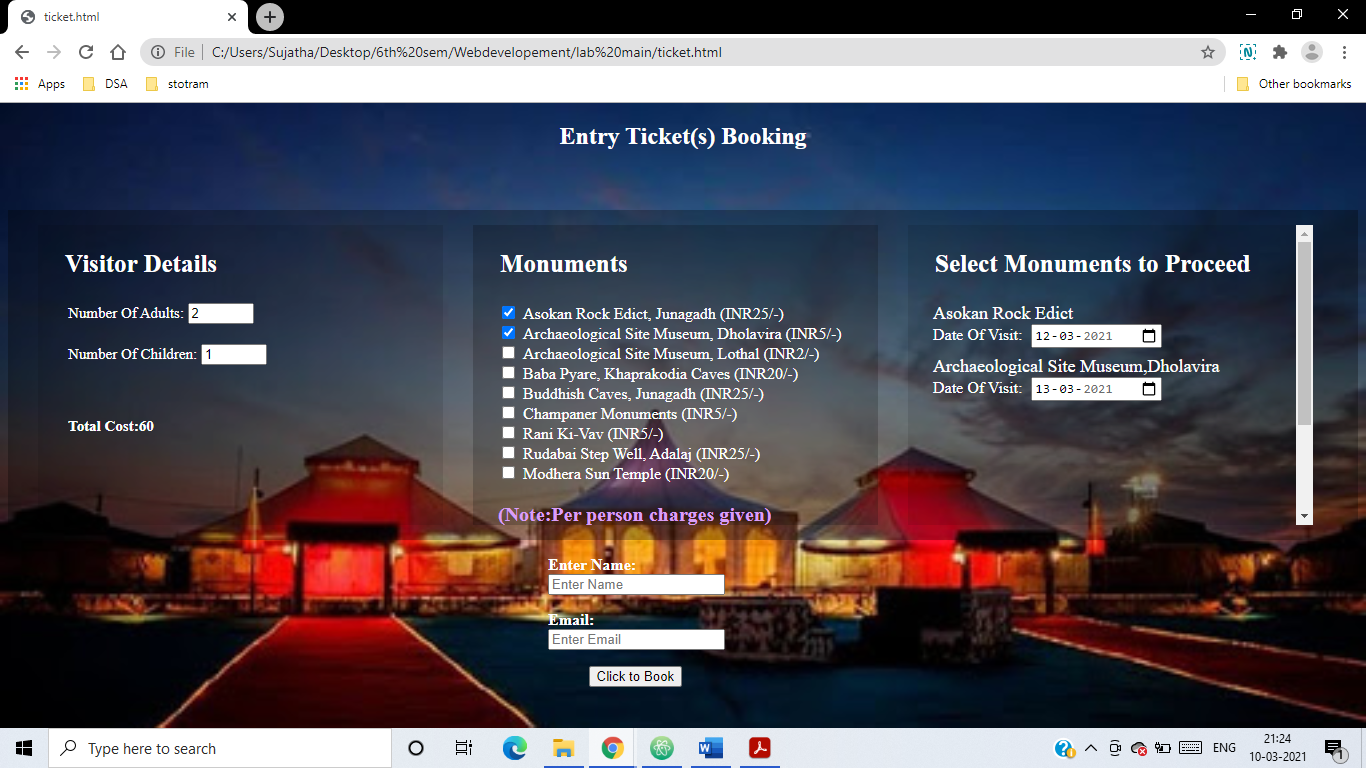 ticket.html
File
C:/Users/Sujatha/Desktop/6th%20sem/Webdevelopement/lab%20main/ticket.html
Apps
DSA
stotram
Other bookmarks
Entry Ticket(s) Booking
Visitor Details
Number Of Adults: 2
Number Of Children: 1
Total Cost:60
Monuments
Asokan Rock Edict, Junagadh (INR25/-)
Archaeological Site Museum, Dholavira (INR5/-)
Archaeological Site Museum, Lothal (INR2/-)
Baba Pyare, Khaprakodia Caves (INR20/-)
Buddhish Caves, Junagadh (INR25/-)
Champaner Monuments (INR5/-)
Rani Ki-Vav (INR5/-)
Rudabai Step Well, Adalaj (INR25/-)
Modhera Sun Temple (INR20/-)
(Note:Per person charges given)
Select Monuments to Proceed
Asokan Rock Edict
Date Of Visit: 12-03-2021
Archaeological Site Museum,Dholavira
Date Of Visit: 13-03-2021
Enter Name:
Enter Name
Email:
Enter Email
Click to Book
Type here to search
ENG
21:24
10-03-2021
1